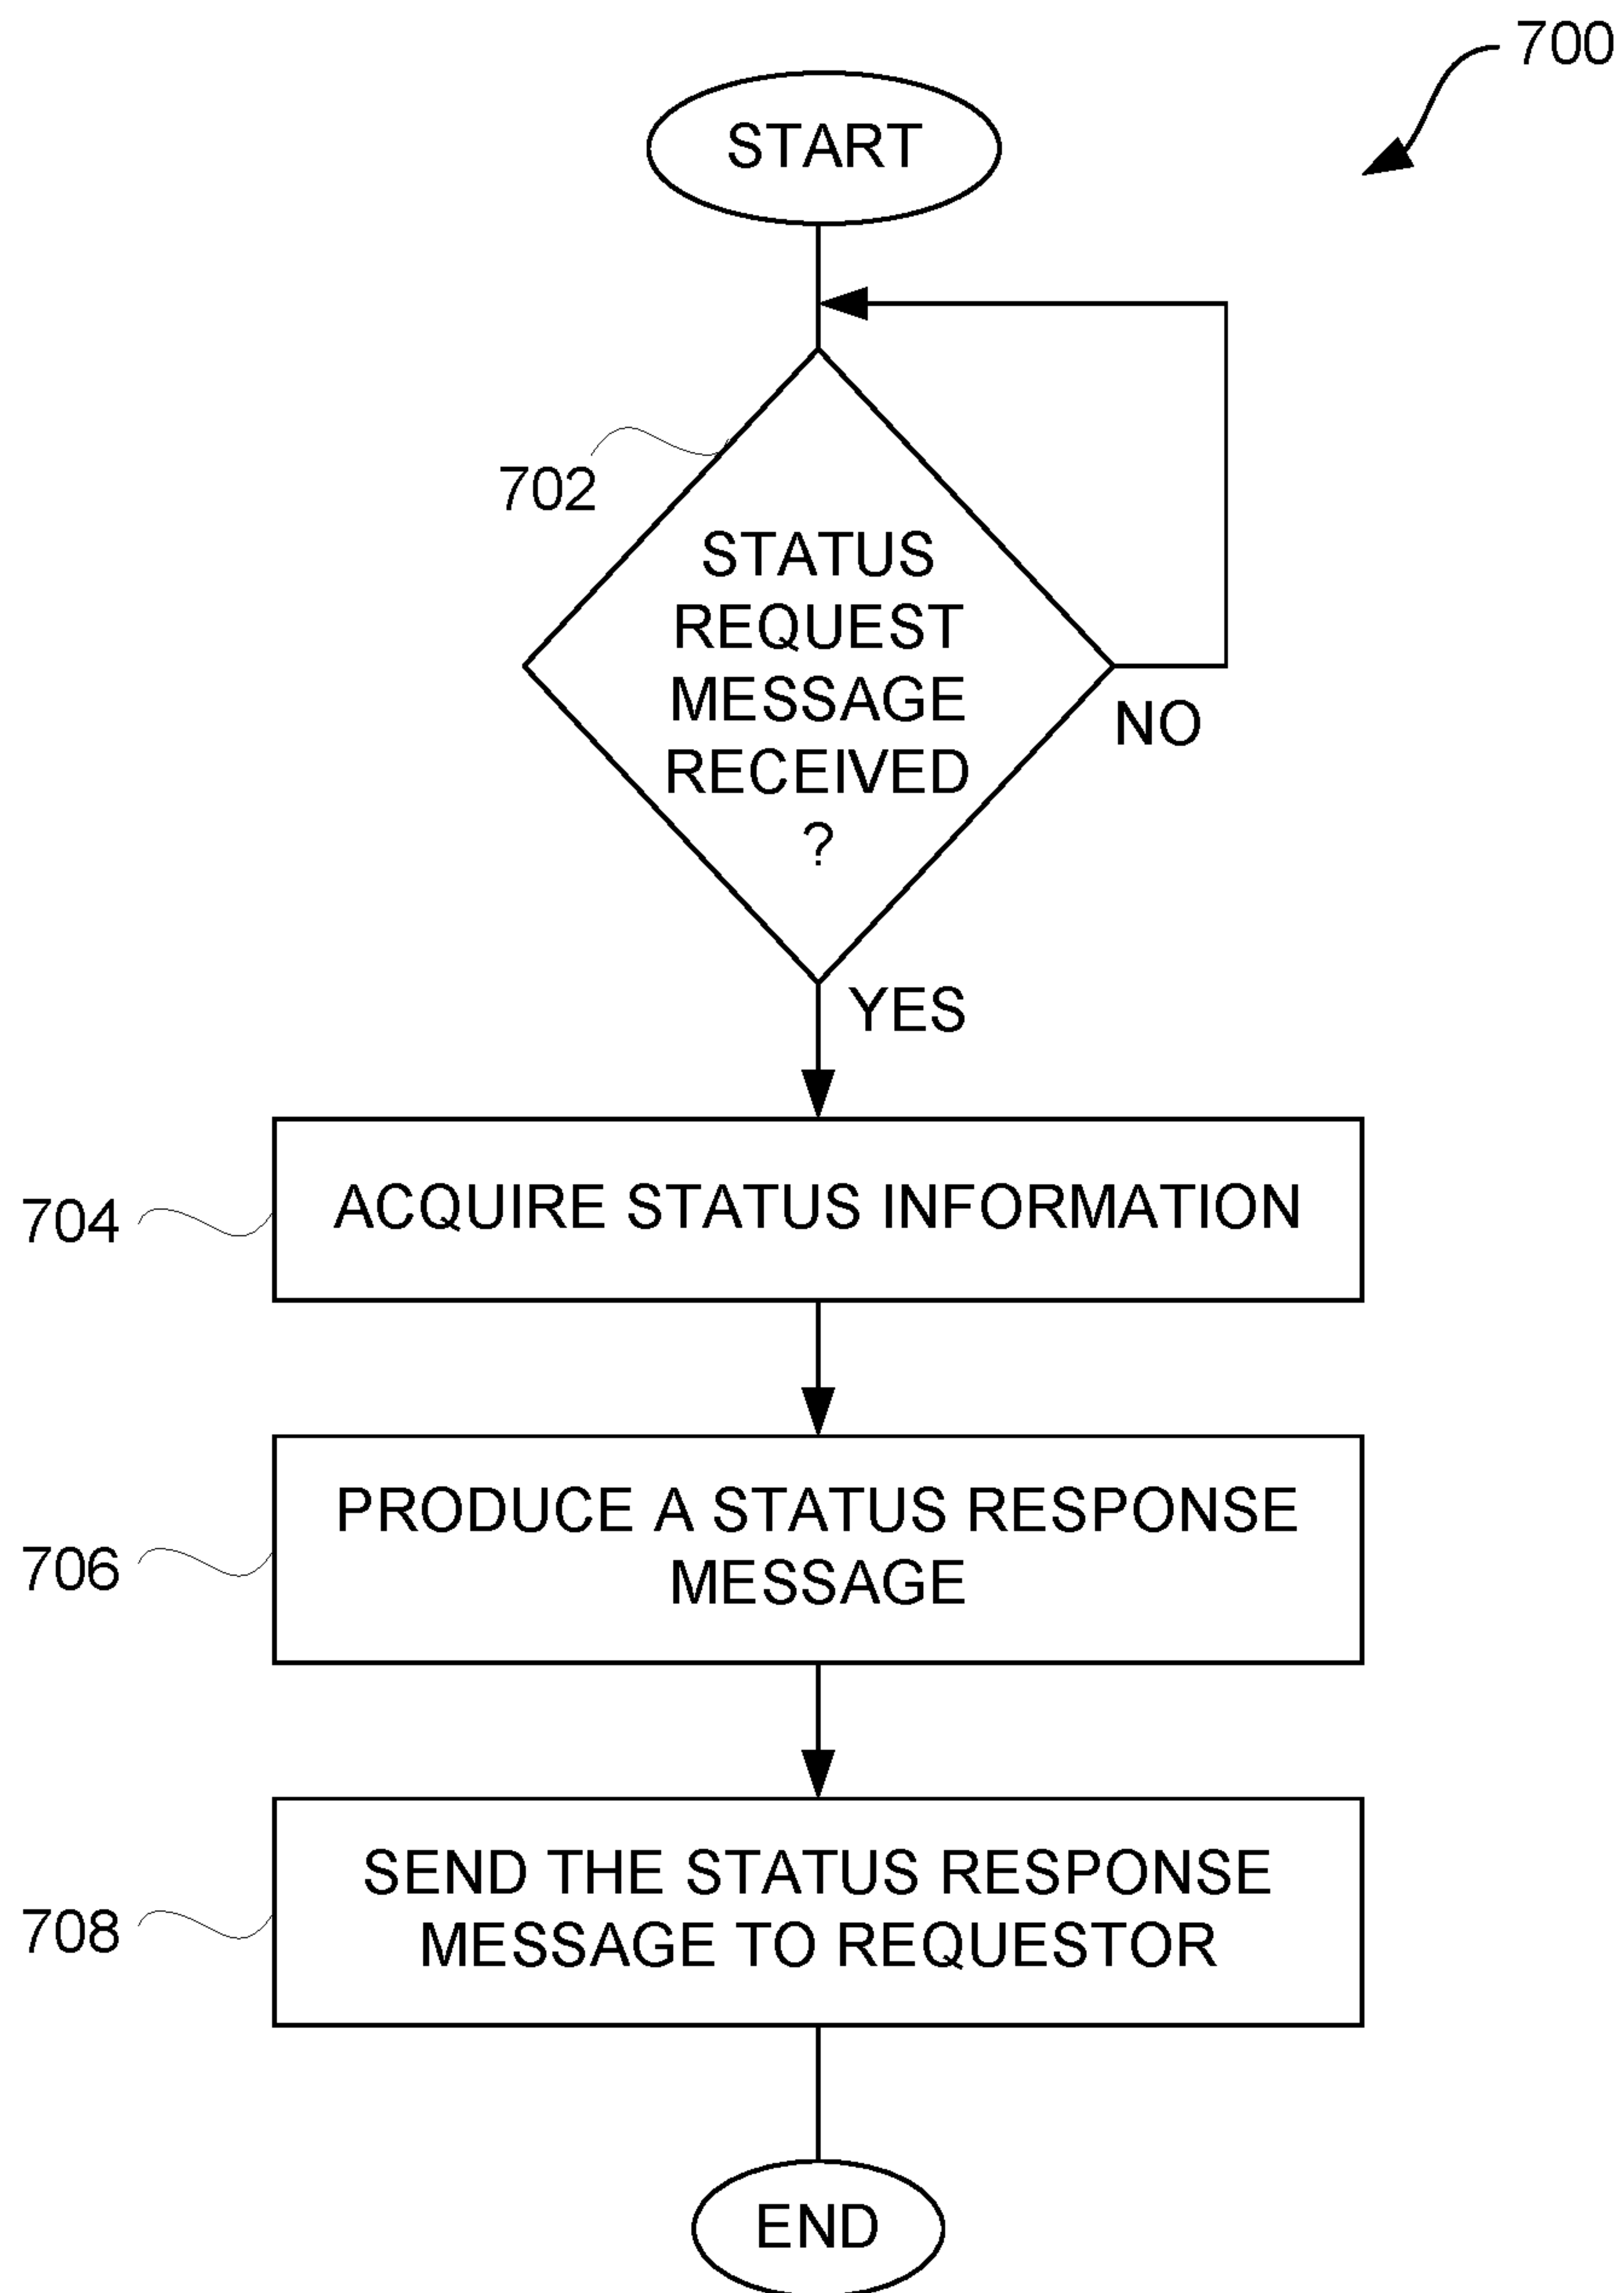 700
START
702
STATUS
REQUEST
MESSAGE
RECEIVED
?
NO
YES
704
ACQUIRE STATUS INFORMATION
706
PRODUCE A STATUS RESPONSE
MESSAGE
708
SEND THE STATUS RESPONSE
MESSAGE TO REQUESTOR
END